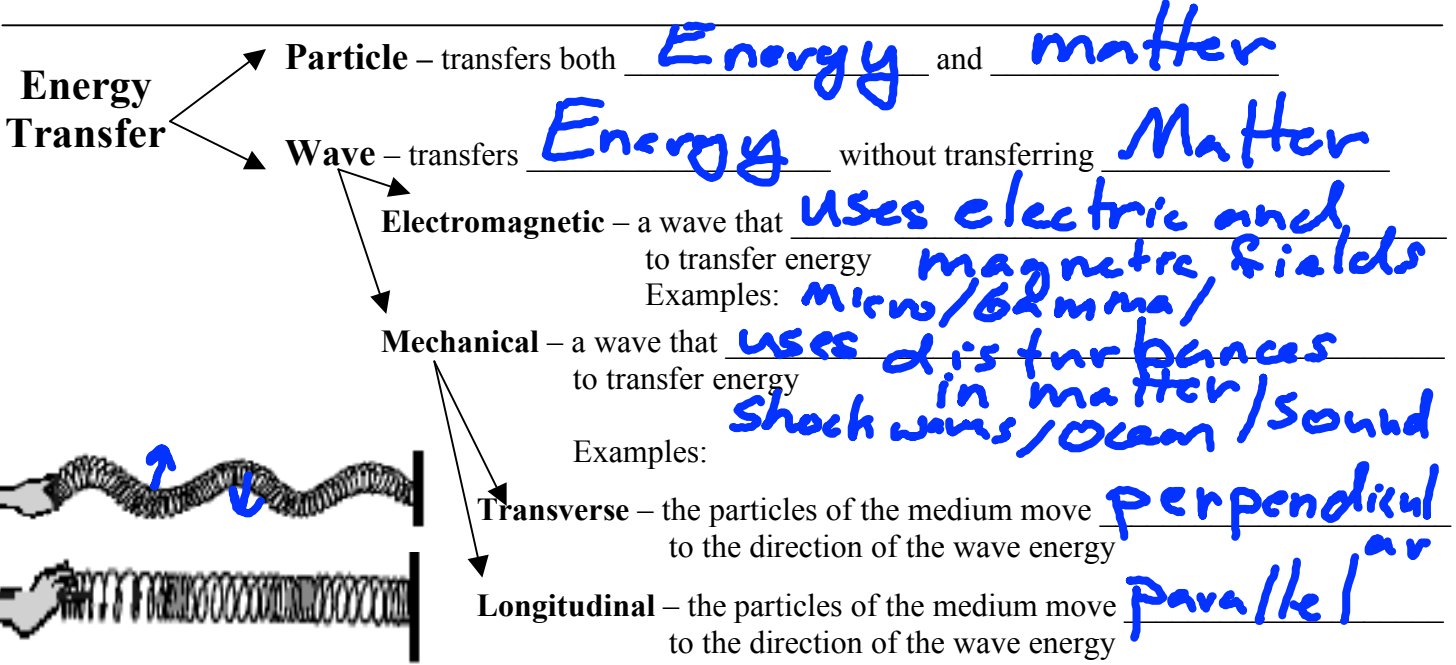 Particle – transfers both Energy and matter
Energy
Transfer
Wave – transfers Energy without transferring Matter
Electromagnetic – a wave that uses electric and
to transfer energy magnetic fields
Examples: Micro/Gamma/
Mechanical – a wave that uses disturbances
to transfer energy in matter
Examples: Shock waves/Ocean/Sound
Transverse – the particles of the medium move perpendicul
to the direction of the wave energy ar
Longitudinal – the particles of the medium move parallel
to the direction of the wave energy